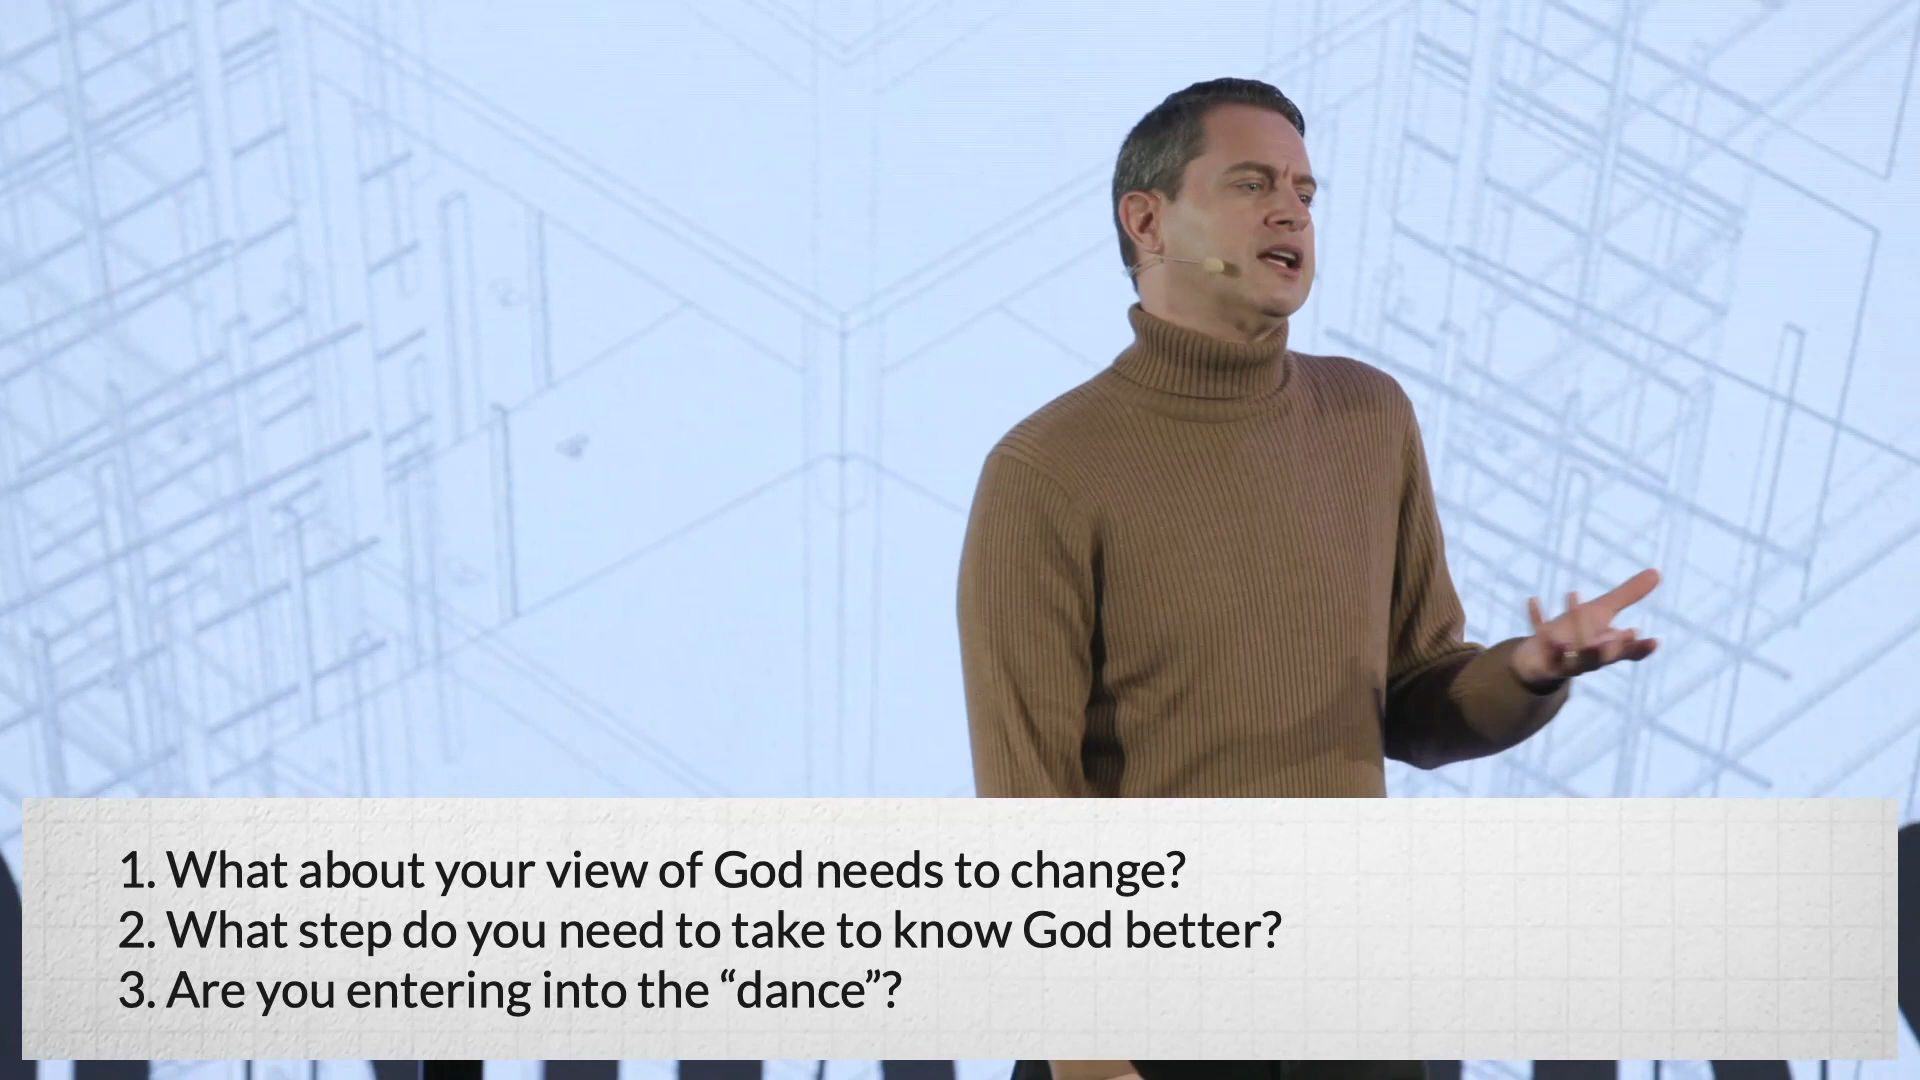 1. What about your view of God needs to change?
2. What step do you need to take to know God better?
3. Are you entering into the “dance”?